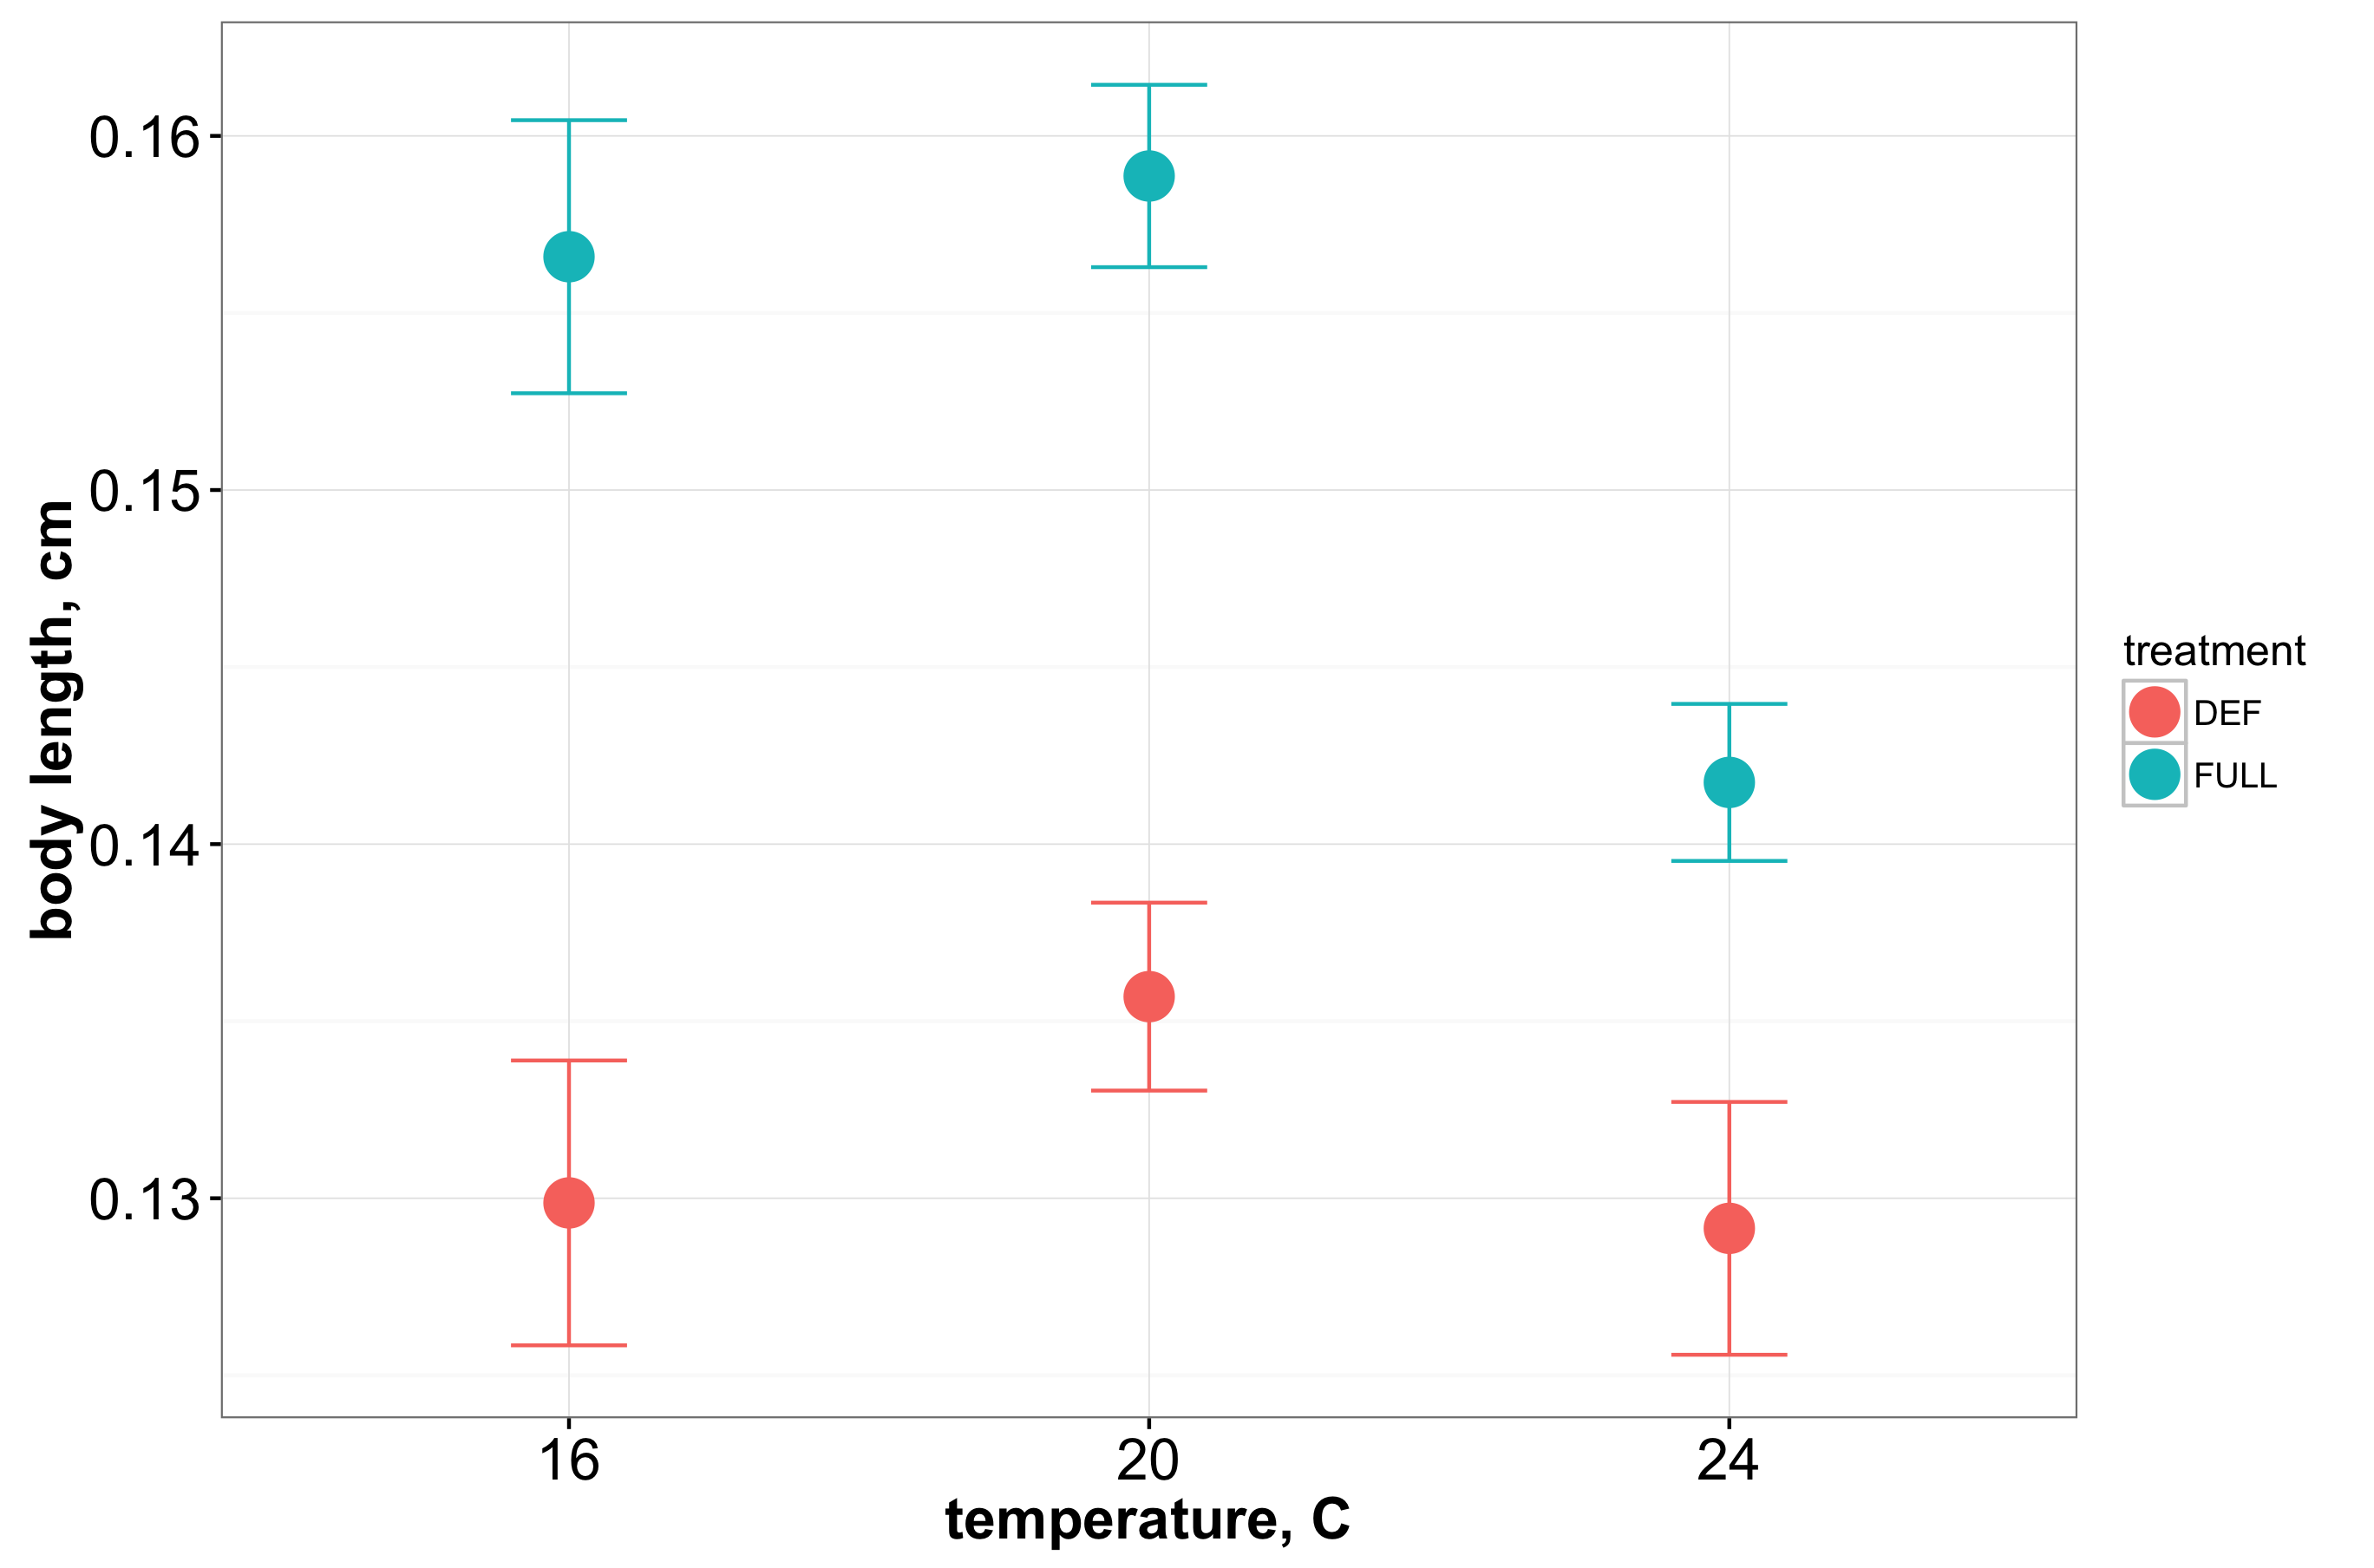 0.16
0.15
0.14
0.13
body length, cm
16
20
24
temperature, C
treatment
DEF
FULL